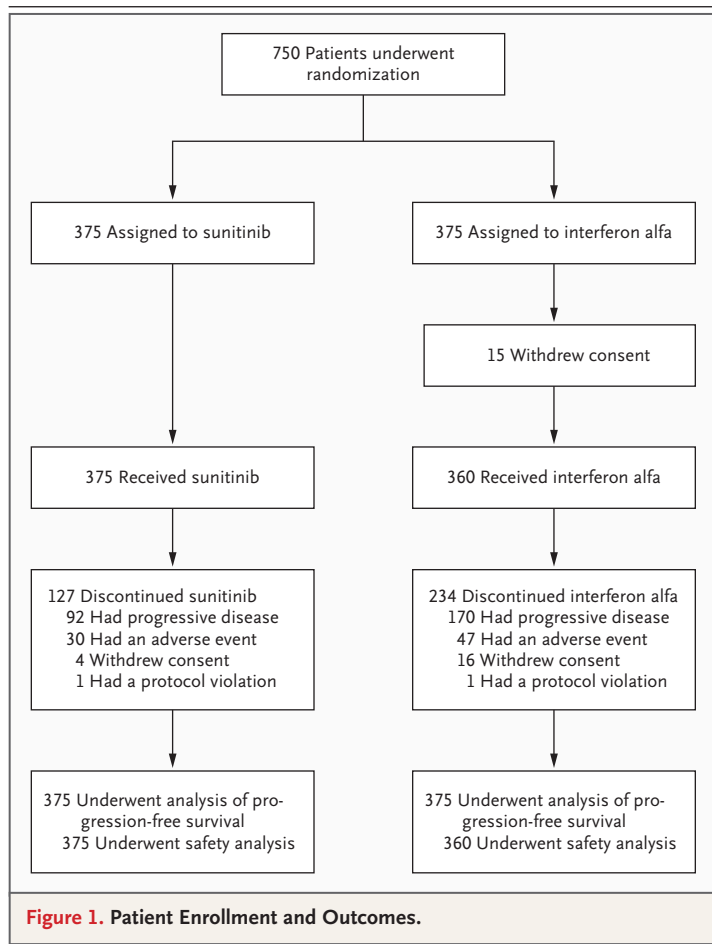 750 Patients underwent
randomization
375 Assigned to sunitinib
375 Assigned to interferon alfa
15 Withdrew consent
375 Received sunitinib
360 Received interferon alfa
127 Discontinued sunitinib
92 Had progressive disease
30 Had an adverse event
4 Withdrew consent
1 Had a protocol violation
234 Discontinued interferon alfa
170 Had progressive disease
47 Had an adverse event
16 Withdrew consent
1 Had a protocol violation
375 Underwent analysis of pro-
gression-free survival
375 Underwent safety analysis
375 Underwent analysis of pro-
gression-free survival
360 Underwent safety analysis
Figure 1. Patient Enrollment and Outcomes.